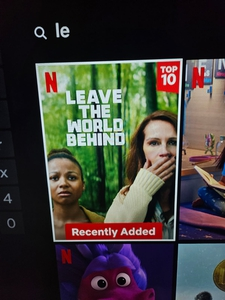 le
N
TOP
10
N
LEAVE
THE
WORLD
BEHIND
Recently Added
x
4
0
N